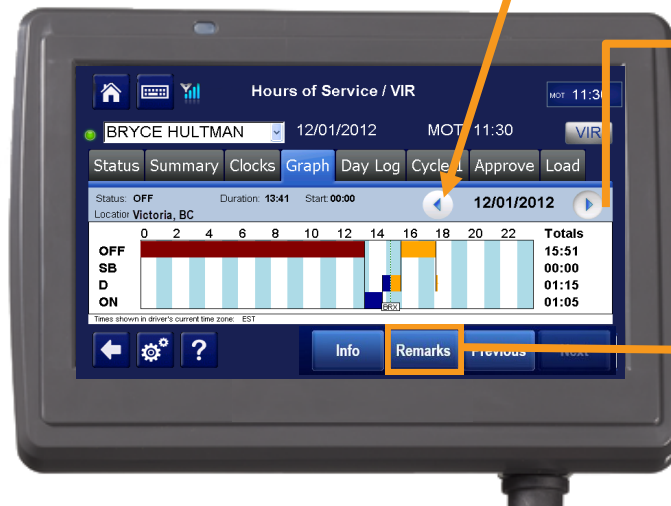 Hours of Service / VIR
MOT 11:30
BRYCE HULTMAN 12/01/2012 MOT 11:30 VIR
Status Summary Clocks Graph Day Log Cycle 1 Approve Load
Status: OFF Duration: 13:41 Start: 00:00
Location Victoria, BC
12/01/2012
0 2 4 6 8 10 12 14 16 18 20 22 Totals
OFF 15:51
SB 00:00
D 01:15
ON 01:05
BRX
Times shown in driver's current time zone: EST
? Info Remarks Previous Next